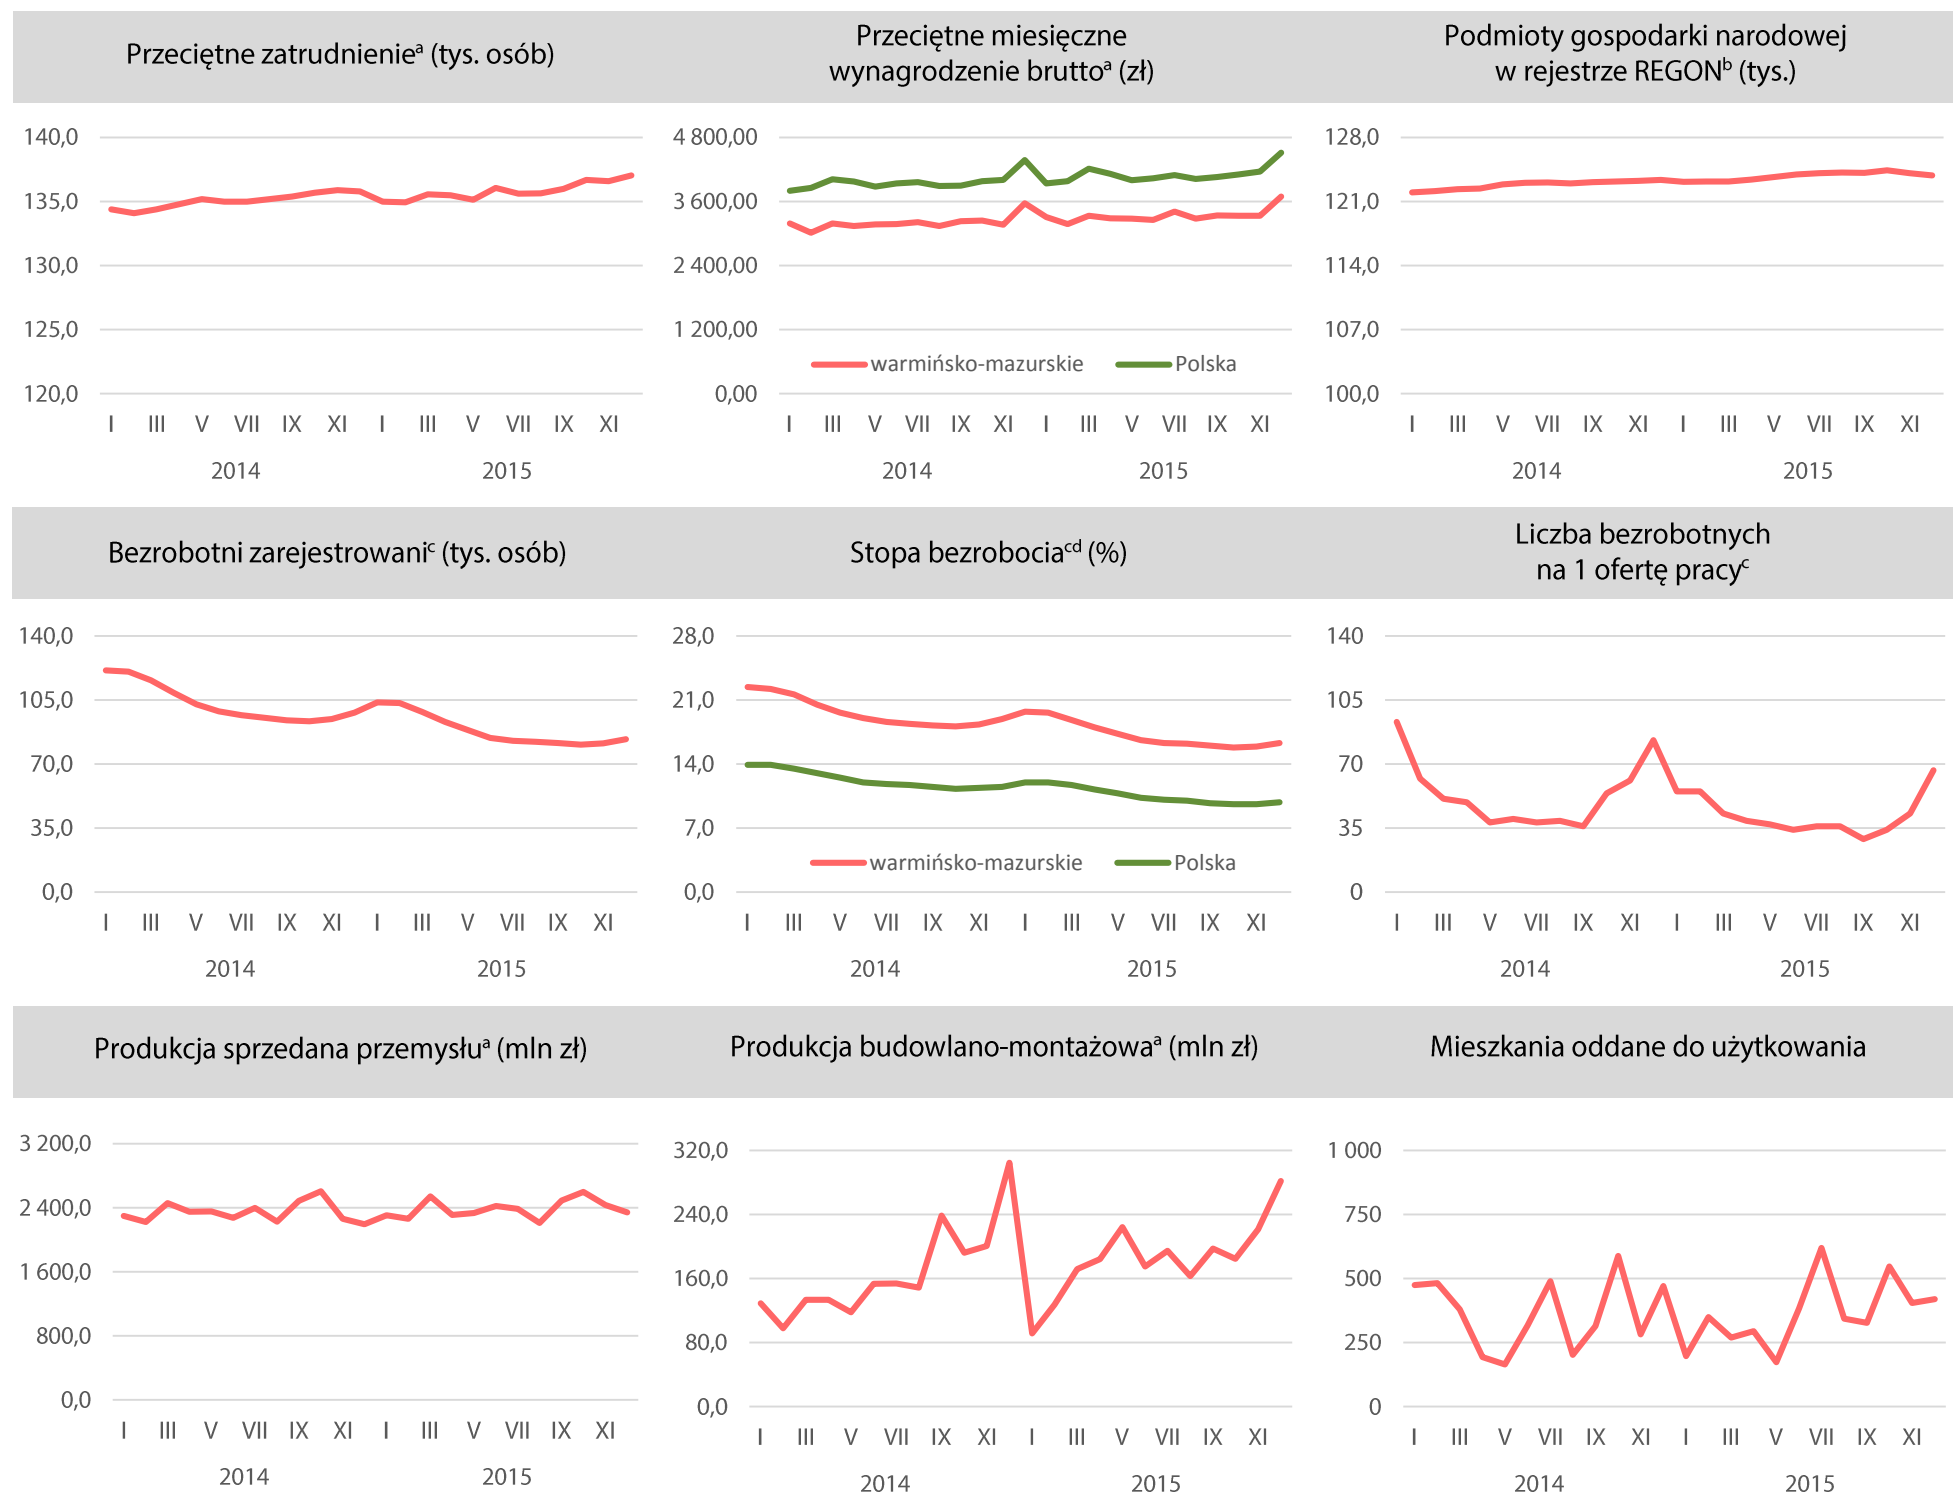 Przeciętne zatrudnienieᵃ (tys. osób)
Przeciętne miesięczne
wynagrodzenie bruttoᵃ (zł)
Podmioty gospodarki narodowej
w rejestrze REGONᵇ (tys.)
140,0
135,0
130,0
125,0
120,0
I III V VII IX XI I III V VII IX XI
2014 2015
4 800,00
3 600,00
2 400,00
1 200,00
0,00
warmińsko-mazurskie Polska
I III V VII IX XI I III V VII IX XI
2014 2015
128,0
121,0
114,0
107,0
100,0
I III V VII IX XI I III V VII IX XI
2014 2015
Bezrobotni zarejestrowaniᶜ (tys. osób)
Stopa bezrobociaᶜᵈ (%)
Liczba bezrobotnych
na 1 ofertę pracyᶜ
140,0
105,0
70,0
35,0
0,0
I III V VII IX XI I III V VII IX XI
2014 2015
28,0
21,0
14,0
7,0
0,0
warmińsko-mazurskie Polska
I III V VII IX XI I III V VII IX XI
2014 2015
140
105
70
35
0
I III V VII IX XI I III V VII IX XI
2014 2015
Produkcja sprzedana przemysłuᵃ (mln zł)
Produkcja budowlano-montażowaᵃ (mln zł)
Mieszkania oddane do użytkowania
3 200,0
2 400,0
1 600,0
800,0
0,0
I III V VII IX XI I III V VII IX XI
2014 2015
320,0
240,0
160,0
80,0
0,0
I III V VII IX XI I III V VII IX XI
2014 2015
1 000
750
500
250
0
I III V VII IX XI I III V VII IX XI
2014 2015